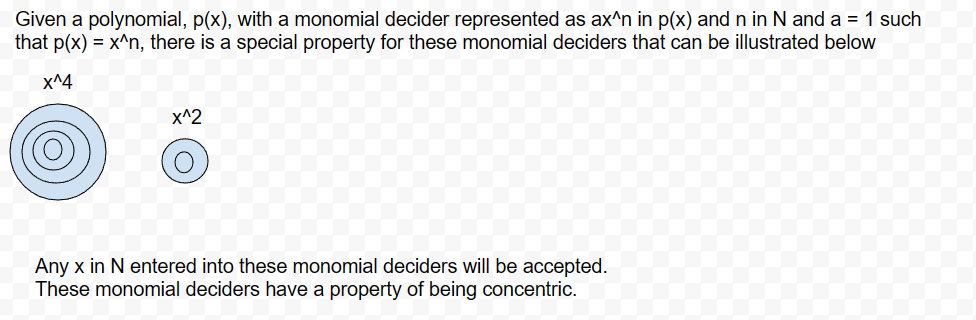 Given a polynomial, p(x), with a monomial decider represented as ax^n in p(x) and n in N and a = 1 such
that p(x) = x^n, there is a special property for these monomial deciders that can be illustrated below
x^4
x^2
Any x in N entered into these monomial deciders will be accepted.
These monomial deciders have a property of being concentric.